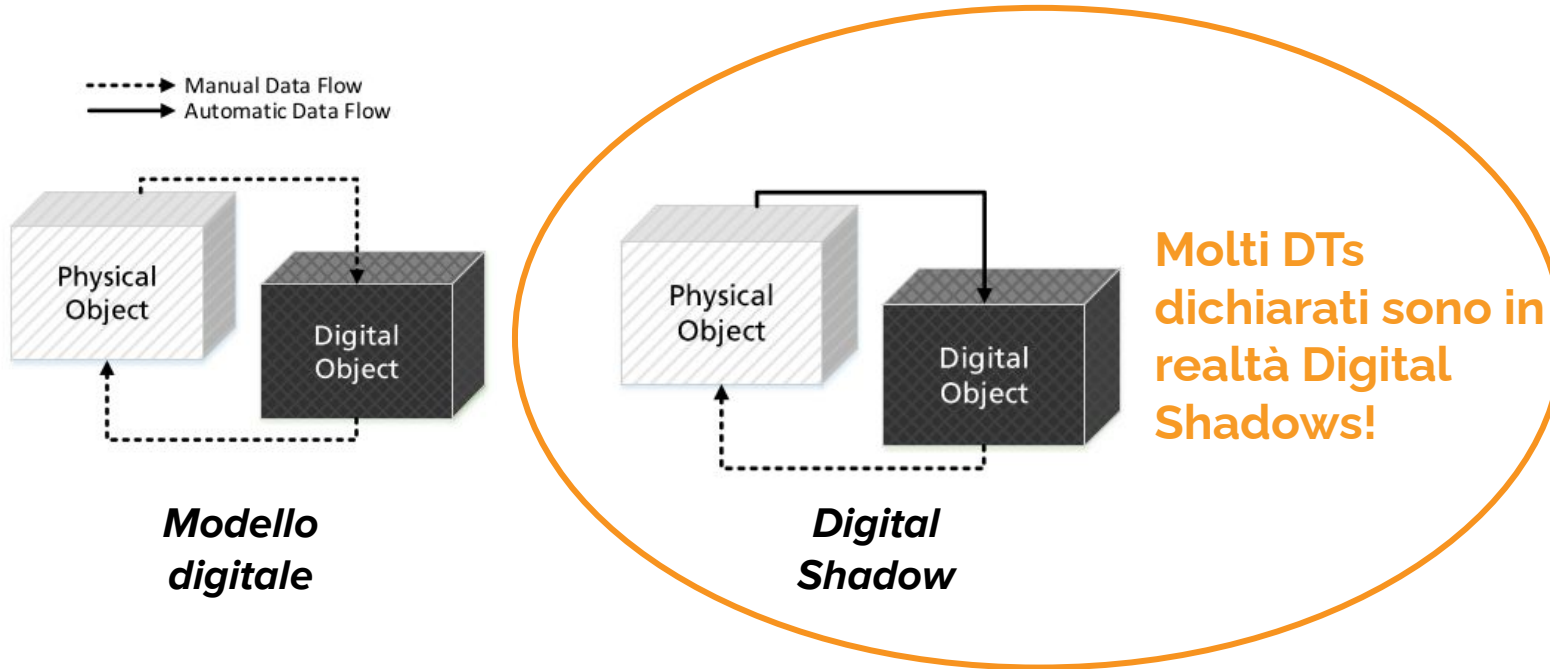 Manual Data Flow
Automatic Data Flow
Physical
Object
Digital
Object
Modello
digitale
Physical
Object
Digital
Object
Digital
Shadow
Molti DTs
dichiarati sono in
realtà Digital
Shadows!